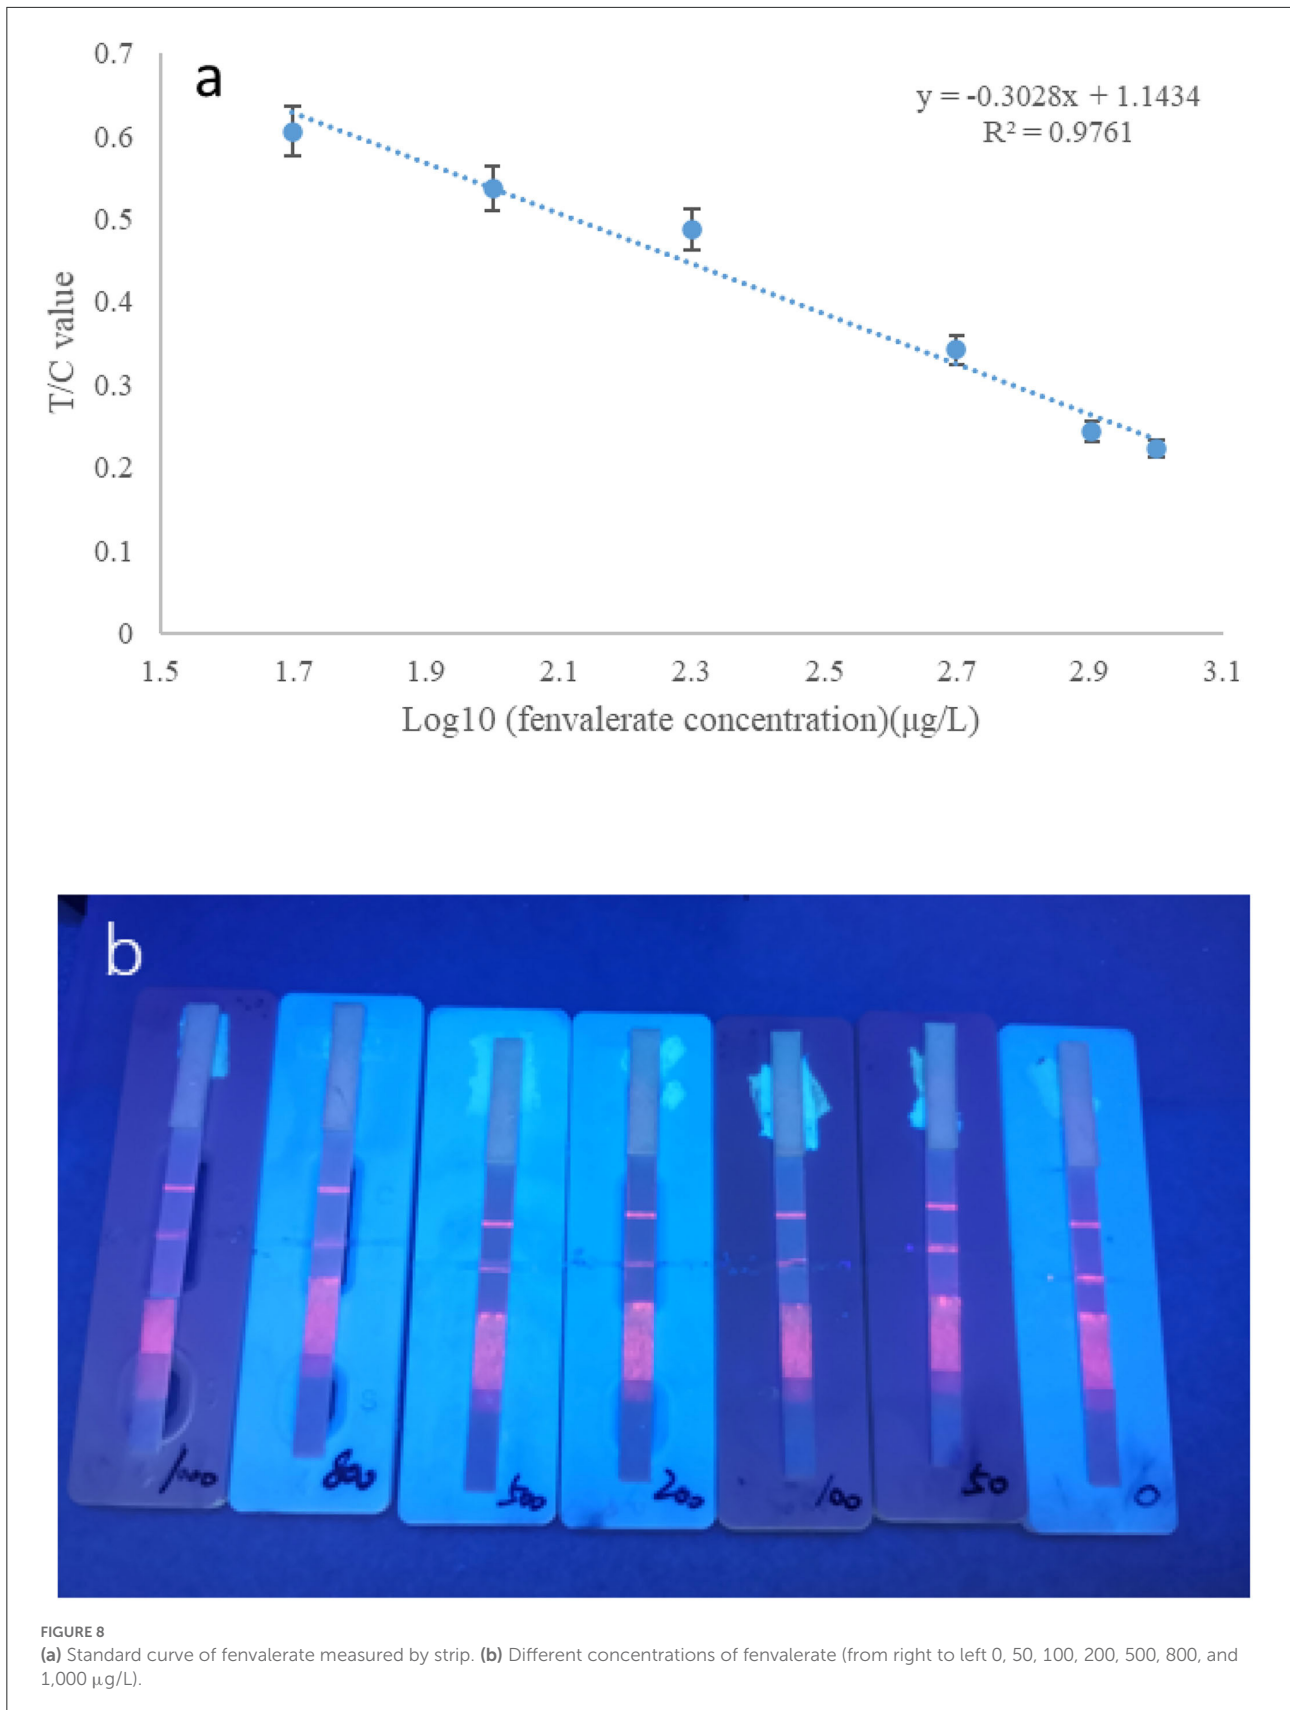 a
y = -0.3028x + 1.1434
R² = 0.9761
0.7
0.6
0.5
0.4
0.3
0.2
0.1
0
T/C value
1.5 1.7 1.9 2.1 2.3 2.5 2.7 2.9 3.1
Log10 (fenvalerate concentration)(μg/L)
b
C
S
1000 800 500 200 100 50 0
FIGURE 8
(a) Standard curve of fenvalerate measured by strip. (b) Different concentrations of fenvalerate (from right to left 0, 50, 100, 200, 500, 800, and
1,000 μg/L).